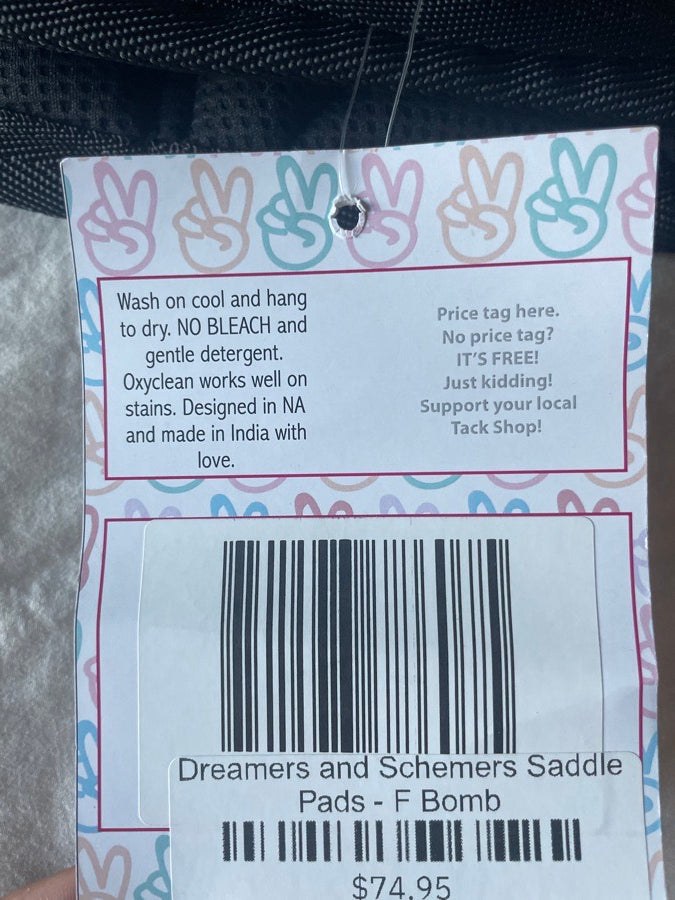 Wash on cool and hang
to dry. NO BLEACH and
gentle detergent.
Oxyclean works well on
stains. Designed in NA
and made in India with
love.
Price tag here.
No price tag?
IT'S FREE!
Just kidding!
Support your local
Tack Shop!
Dreamers and Schemers Saddle
Pads - F Bomb
$74.95